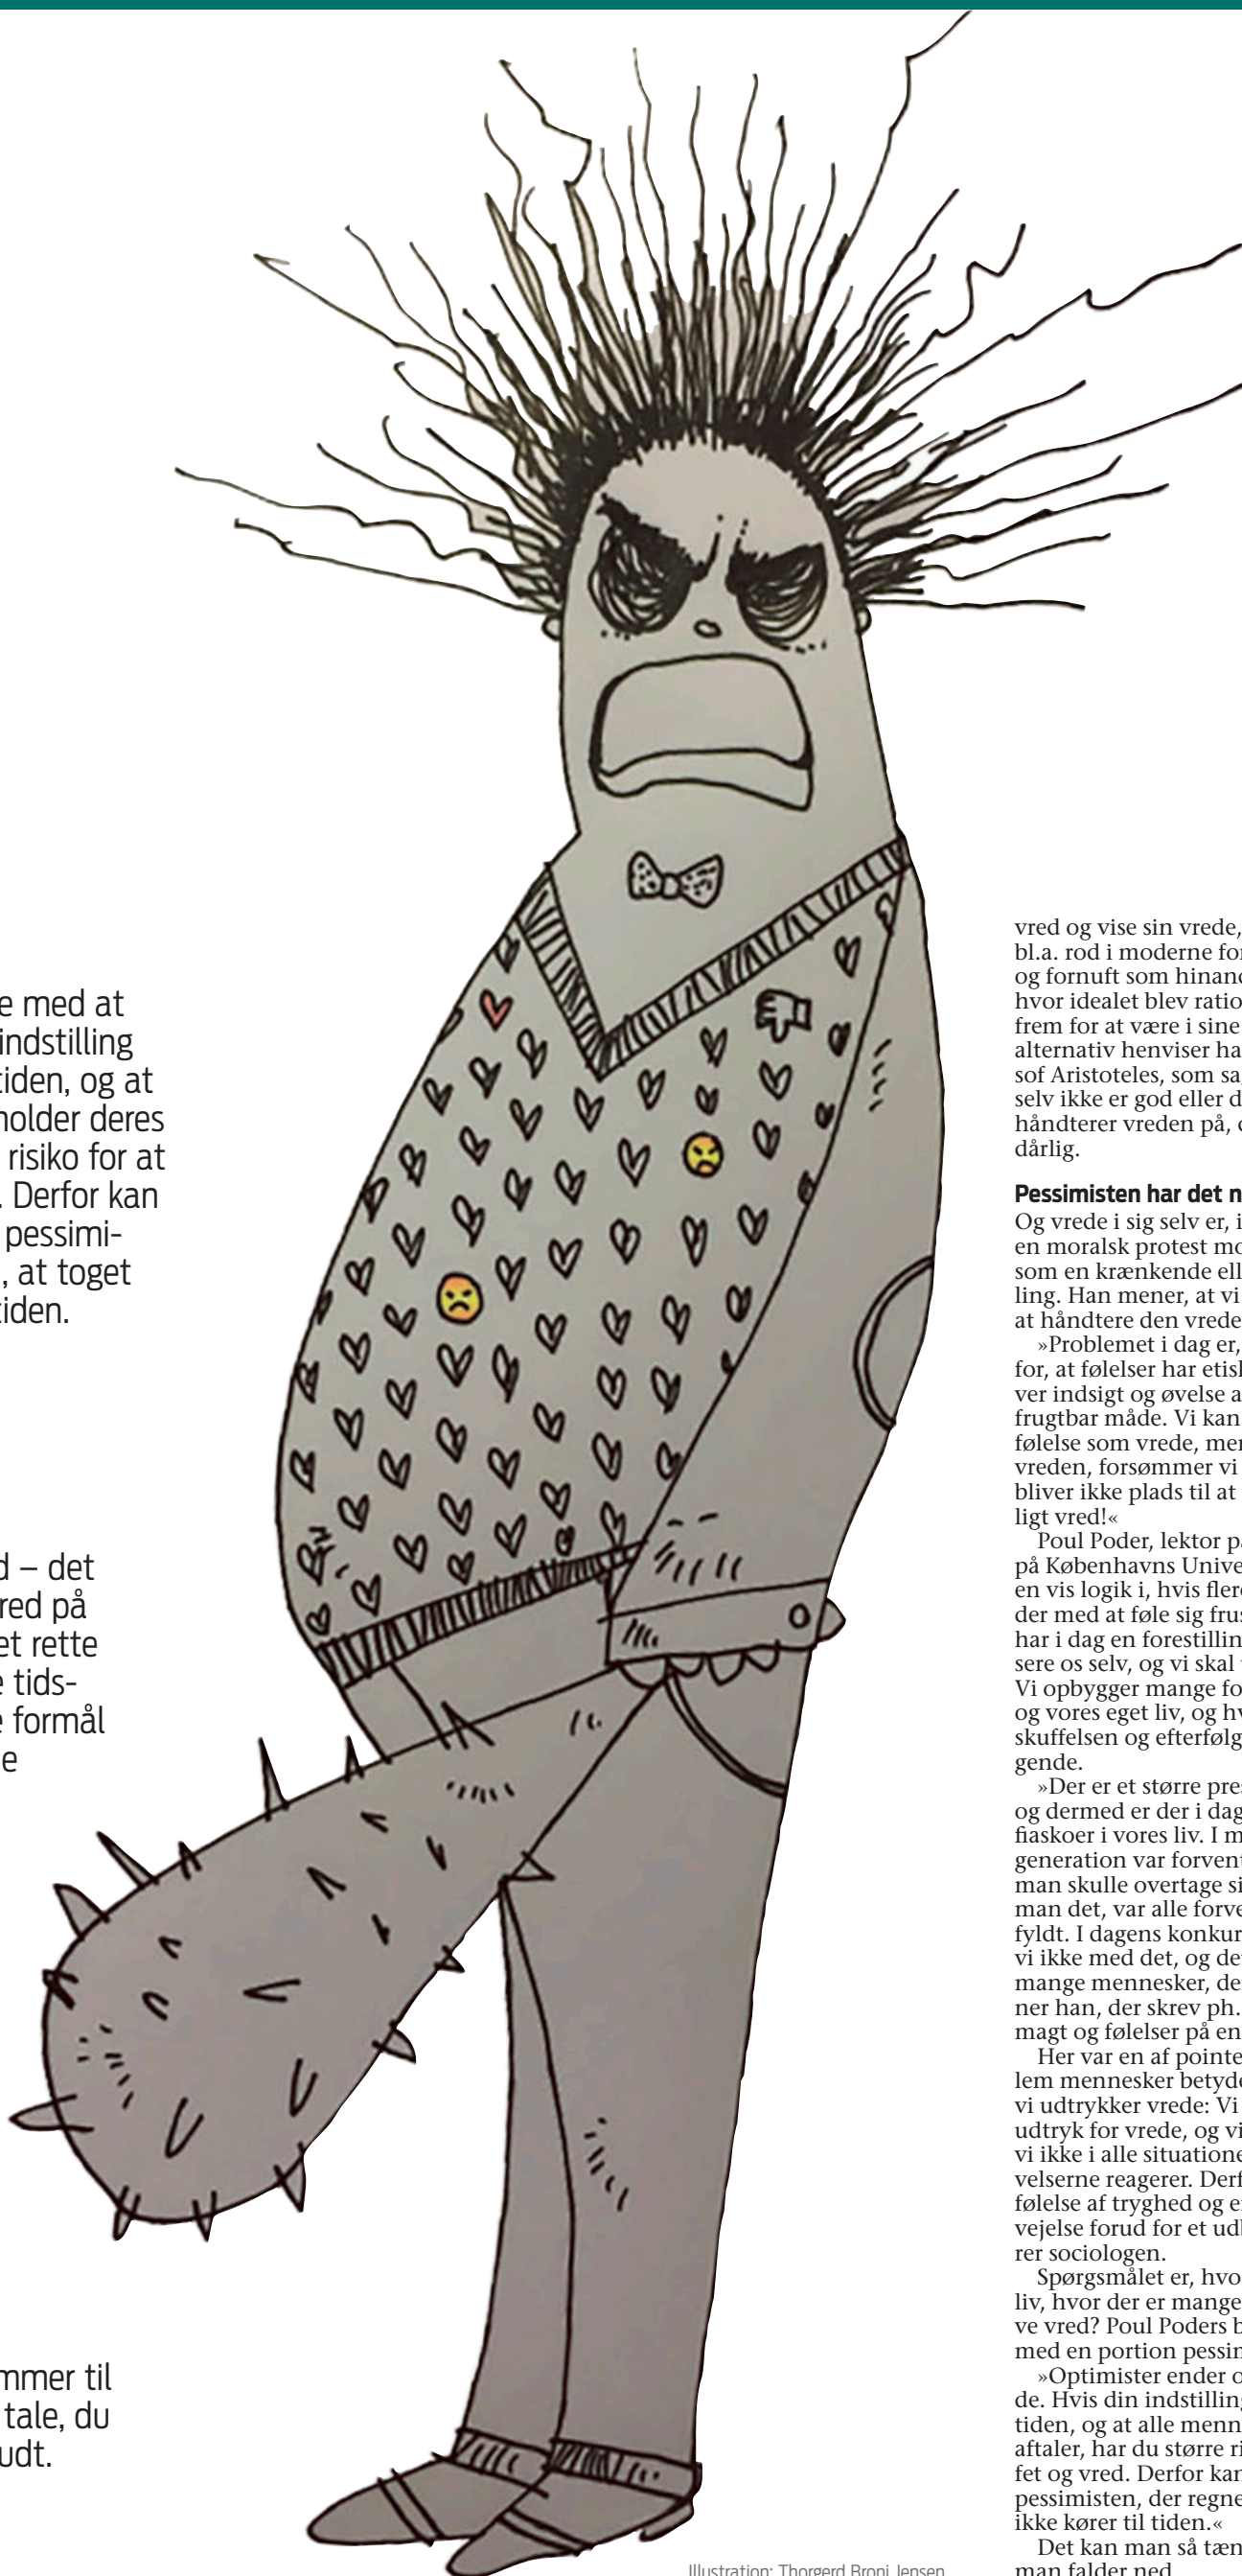 e med at
indstilling
tiden, og at
holder deres
risiko for at
. Derfor kan
pessimi-
, at toget
tiden.
d – det
red på
et rette
e tids-
e formål
e
mmer til
tale, du
udt.
Illustration: Thorgerd Broni Jensen
vred og vise sin vrede,
bl.a. rod i moderne for
og fornuft som hinand
hvor idealet blev ratio
frem for at være i sine
alternativ henviser ha
sof Aristoteles, som sa
selv ikke er god eller d
håndterer vreden på, o
dårlig.
Pessimisten har det n
Og vrede i sig selv er, i
en moralsk protest mo
som en krænkende ell
ling. Han mener, at vi
at håndtere den vrede
»Problemet i dag er,
for, at følelser har etisk
ver indsigt og øvelse a
frugtbar måde. Vi kan
følelse som vrede, mer
vreden, forsømmer vi
bliver ikke plads til at
ligt vred!«
Poul Poder, lektor på
på Københavns Unive
en vis logik i, hvis flere
der med at føle sig frus
har i dag en forestillin
sere os selv, og vi skal
Vi opbygger mange fo
og vores eget liv, og hv
skuffelsen og efterfølg
gende.
»Der er et større pres
og dermed er der i dag
fiaskoer i vores liv. I m
generation var forvent
man skulle overtage si
man det, var alle forve
fyldt. I dagens konkur
vi ikke med det, og det
mange mennesker, der
ner han, der skrev ph.
magt og følelser på en
Her var en af pointe
lem mennesker betyde
vi udtrykker vrede: Vi
udtryk for vrede, og vi
vi ikke i alle situatione
velserne reagerer. Derf
følelse af tryghed og en
vejelse forud for et udb
rer sociologen.
Spørgsmålet er, hvo
liv, hvor der er mange
ve vred? Poul Poders b
med en portion pessim
»Optimister ender o
de. Hvis din indstilling
tiden, og at alle menn
aftaler, har du større ri
fet og vred. Derfor kan
pessimisten, der regne
ikke kører til tiden.«
Det kan man så tæn
man falder ned